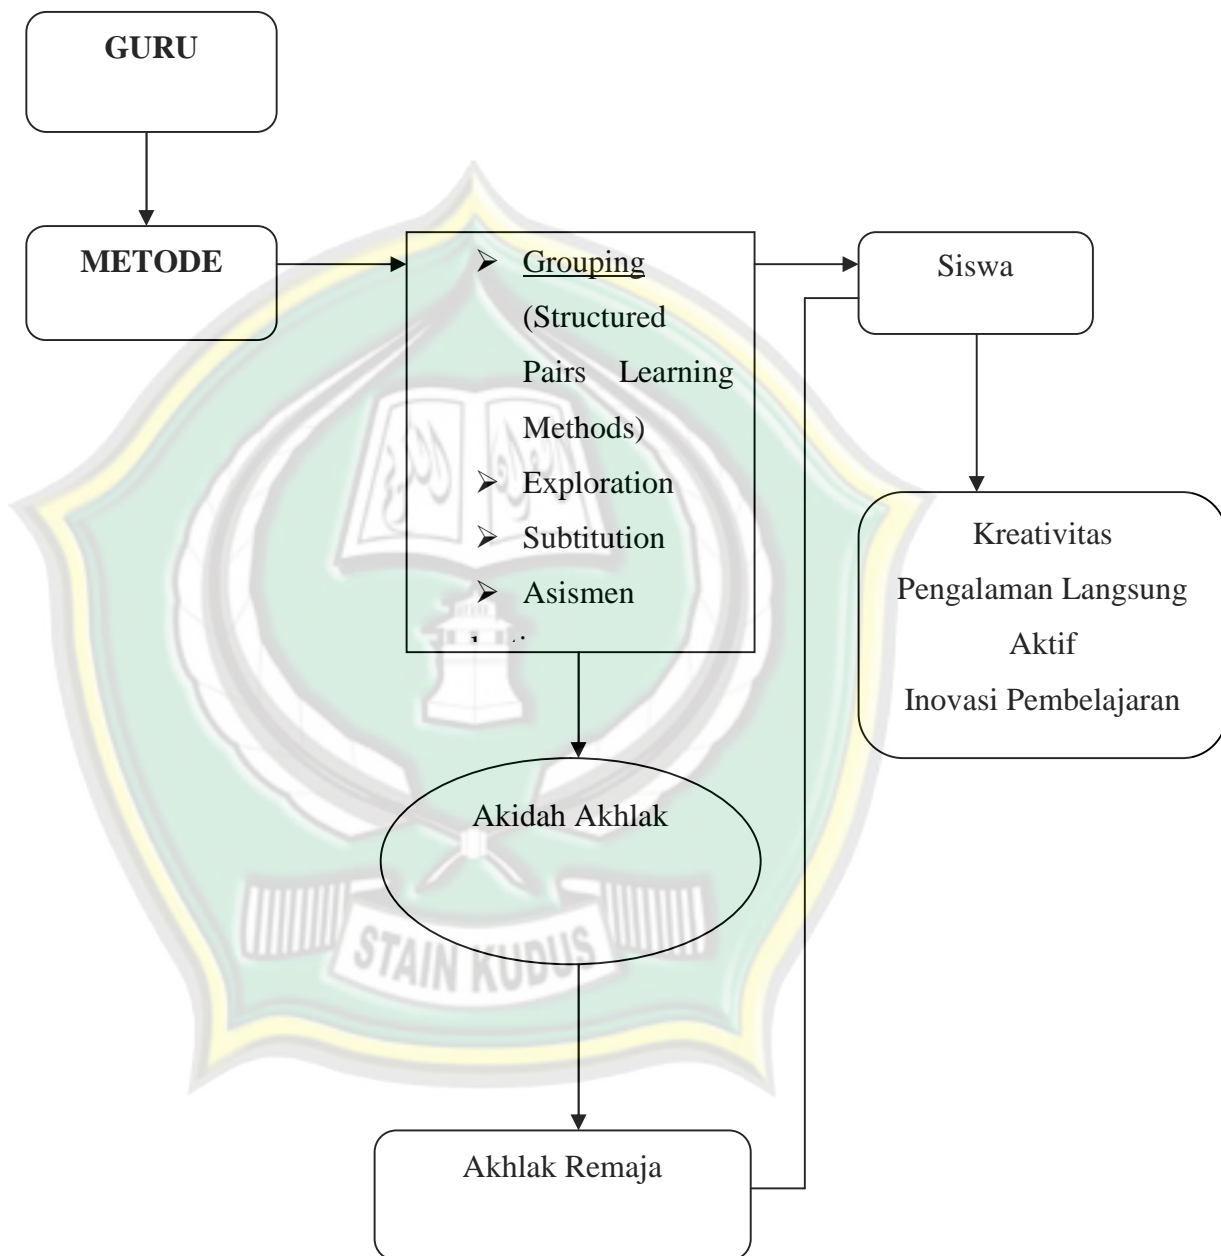 GURU
METODE
➢ Grouping
(Structured
Pairs Learning
Methods)
➢ Exploration
➢ Subtitution
➢ Asismen
Siswa
Kreativitas
Pengalaman Langsung
Aktif
Inovasi Pembelajaran
Akidah Akhlak
STAIN KUDUS
Akhlak Remaja